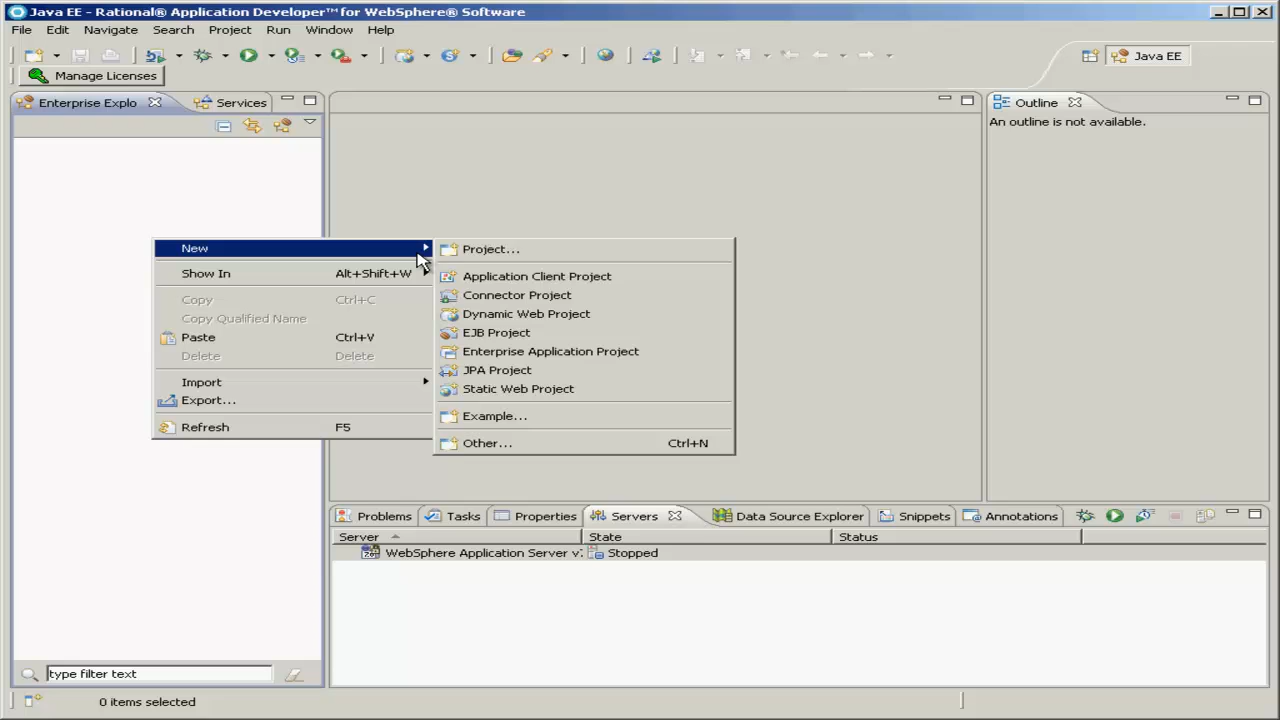 Java EE - Rational® Application Developer™ for WebSphere® Software
File Edit Navigate Search Project Run Window Help
Java EE
Manage Licenses
Enterprise Explo
Services
Outline
An outline is not available.
New
Show In Alt+Shift+W
Copy Ctrl+C
Copy Qualified Name
Paste Ctrl+V
Delete Delete
Import
Export...
Refresh F5
Project...
Application Client Project
Connector Project
Dynamic Web Project
EJB Project
Enterprise Application Project
JPA Project
Static Web Project
Example...
Other... Ctrl+N
Problems Tasks Properties Servers Data Source Explorer Snippets Annotations
Server State Status
WebSphere Application Server v Stopped
type filter text
0 items selected